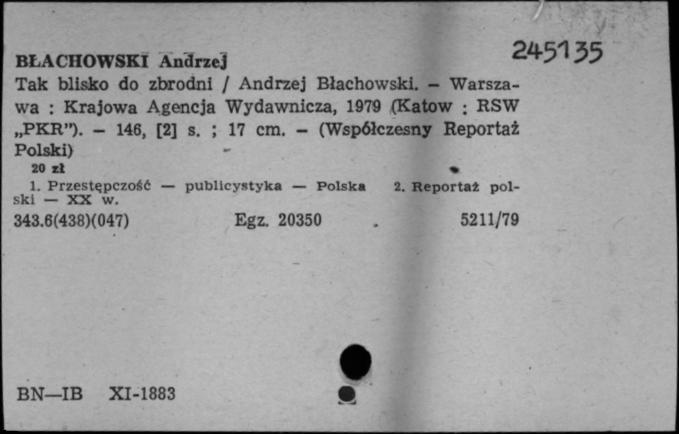 245135
BŁACHOWSKI Andrzej
Tak blisko do zbrodni / Andrzej Błachowski. — Warsza-
wa : Krajowa Agencja Wydawnicza, 1979 (Katow : RSW
„PKR”). — 146, [2] s. ; 17 cm. — (Współczesny Reportaż
Polski)
20 zł
1. Przestępczość — publicystyka — Polska 2. Reportaż pol-
ski — XX w.
343.6(438)(047) Egz. 20350 5211/79
BN—IB XI-1883